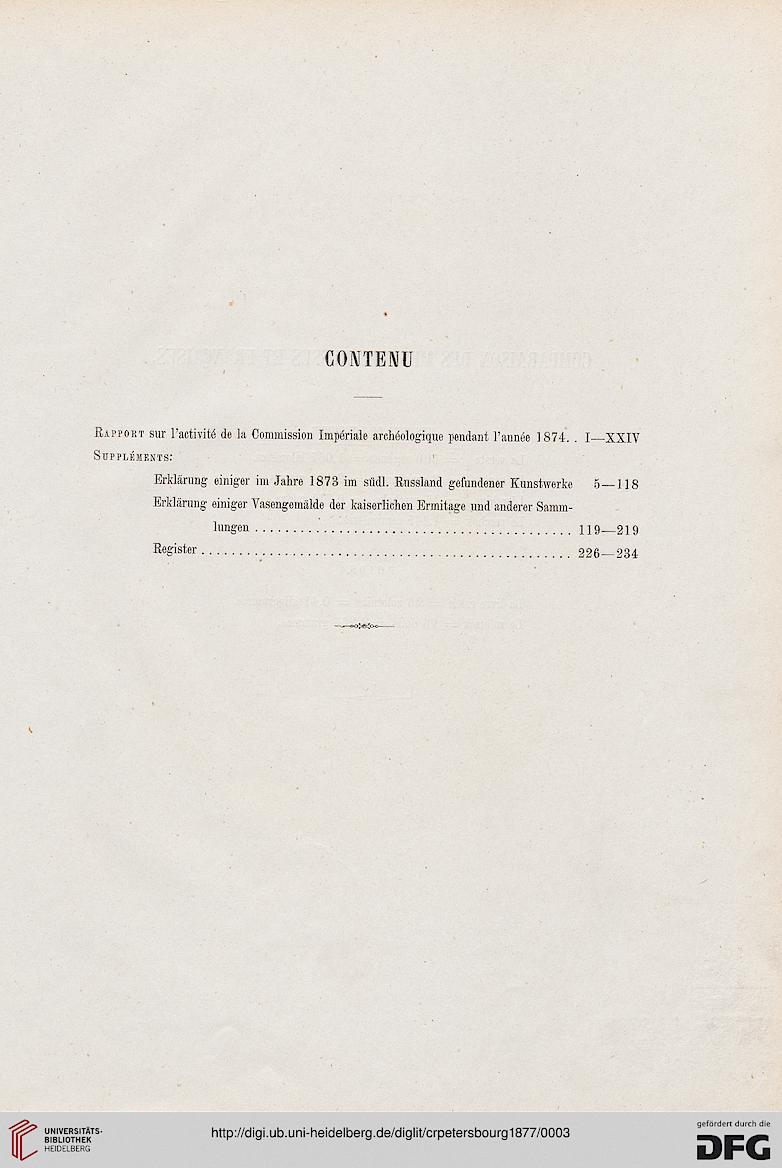 CONTENU
Rapport sur l'activité de la Commission Impériale archéologique pendant l'année 1874. . I—XXIV
Suppléments:
Erklärung einiger im Jahre 1873 im südl. Russland gefundener Kunstwerke 5—118
Erklärung einiger Vasengemälde der kaiserlichen Ermitage und anderer Samm-
lungen . . . . . . . . . . . . . . . . . . . . . . . . . . . . . . . . . . . . . . . . . . 119—219
Register . . . . . . . . . . . . . . . . . . . . . . . . . . . . . . . . . . . . . . . . . . . . . . . . . 226—234
UNIVERSITÄTS-
BIBLIOTHEK
HEIDELBERG
http://digi.ub.uni-heidelberg.de/diglit/crpetersbourg1877/0003
gefördert durch die
DFG